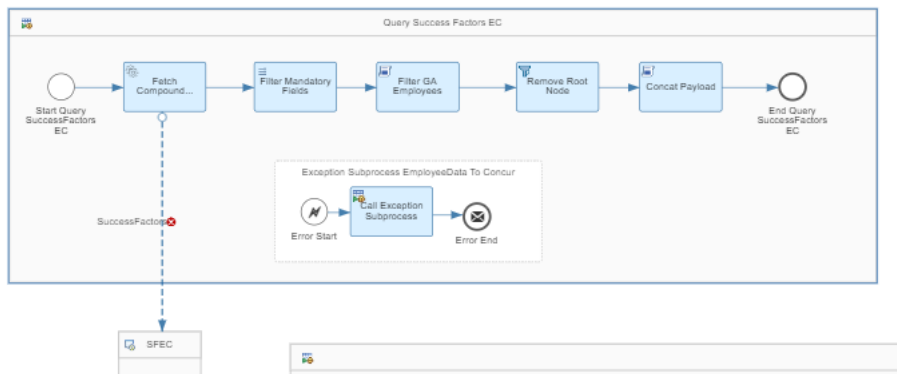 Query Success Factors EC
Fetch
Compound...
Filter Mandatory
Fields
Filter GA
Employees
Remove Root
Node
Concat Payload
Start Query
SuccessFactors
EC
End Query
SuccessFactors
EC
Exception Subprocess EmployeeData To Concur
Call Exception
Subprocess
Error Start
Error End
SuccessFactors
SFEC